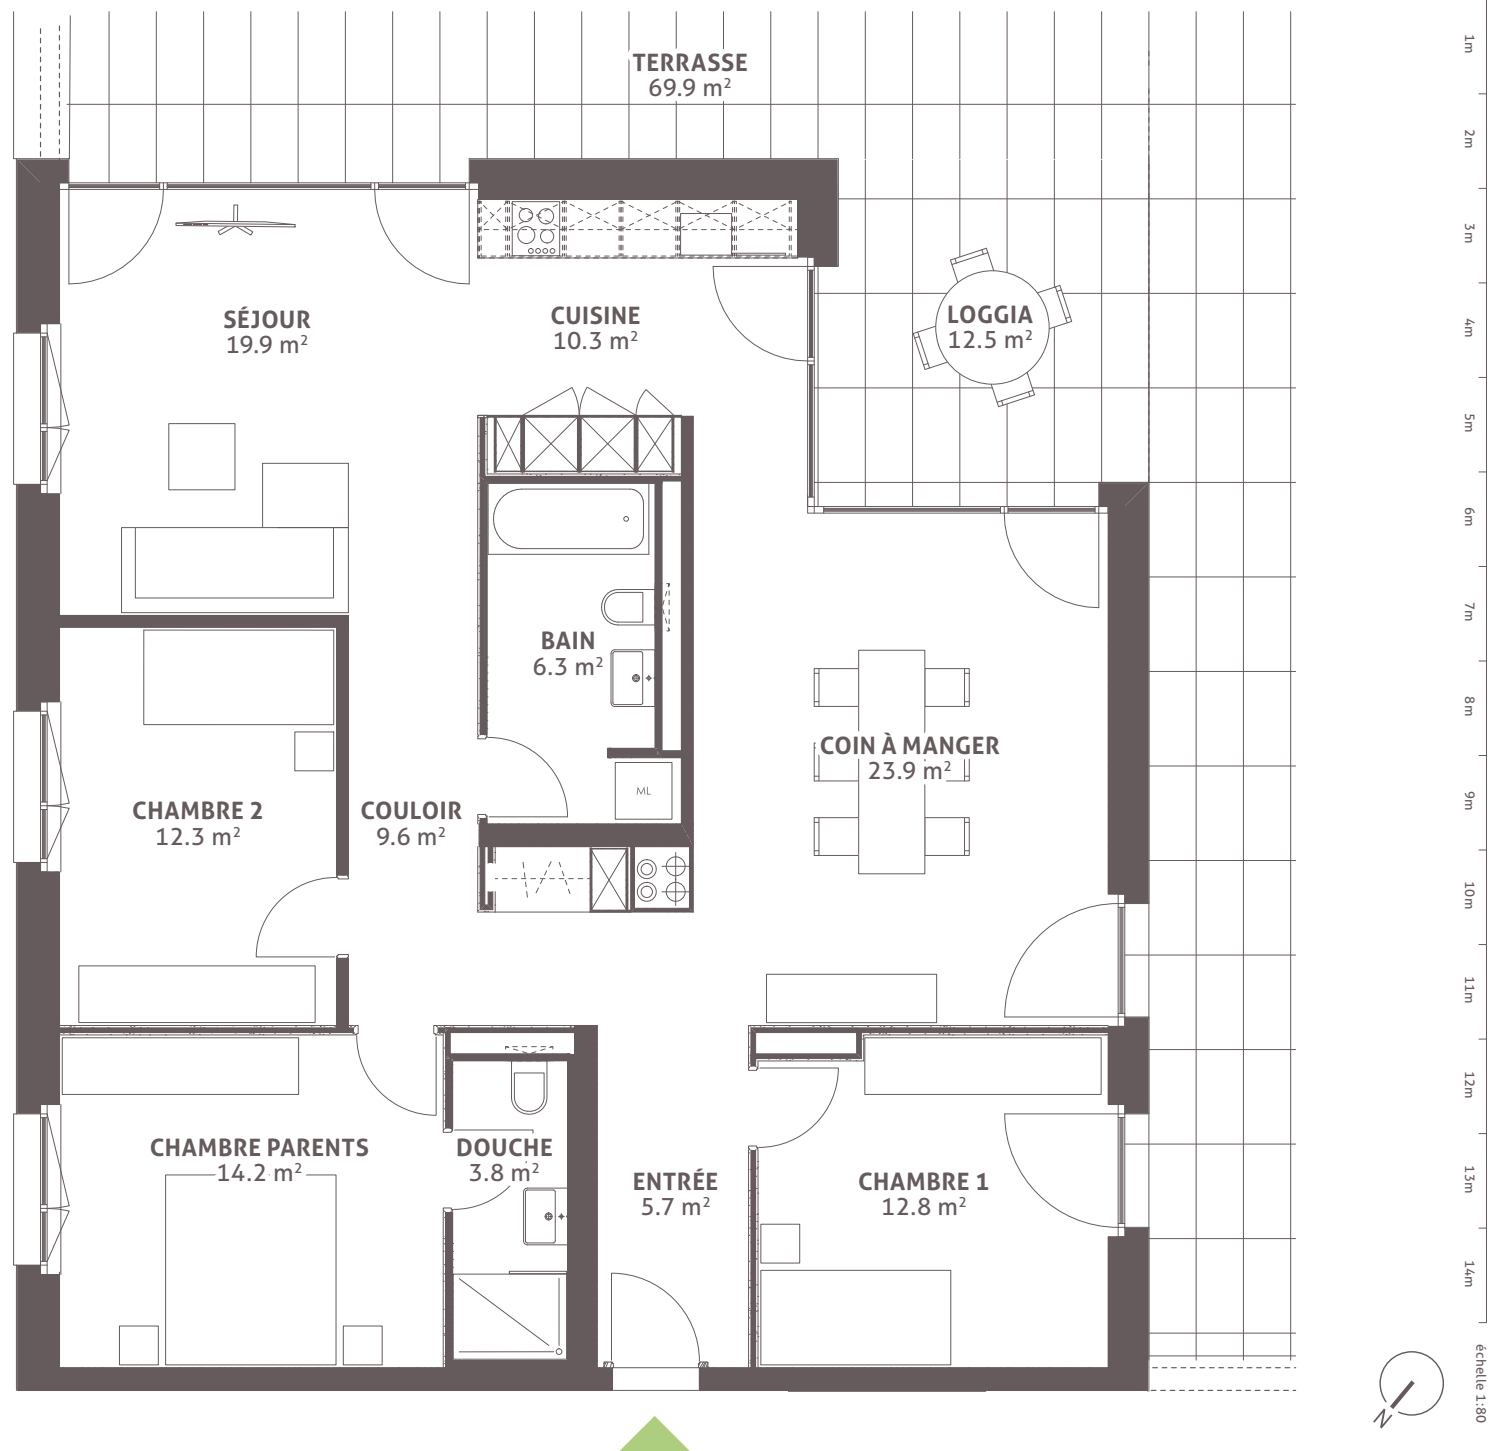 TERRASSE
69.9 m²
SÉJOUR
19.9 m²
CUISINE
10.3 m²
LOGGIA
12.5 m²
BAIN
6.3 m²
COIN À MANGER
23.9 m²
ML
CHAMBRE 2
12.3 m²
COULOIR
9.6 m²
CHAMBRE PARENTS
14.2 m²
DOUCHE
3.8 m²
ENTRÉE
5.7 m²
CHAMBRE 1
12.8 m²
1m
2m
3m
4m
5m
6m
7m
8m
9m
10m
11m
12m
13m
14m
échelle 1:80
N